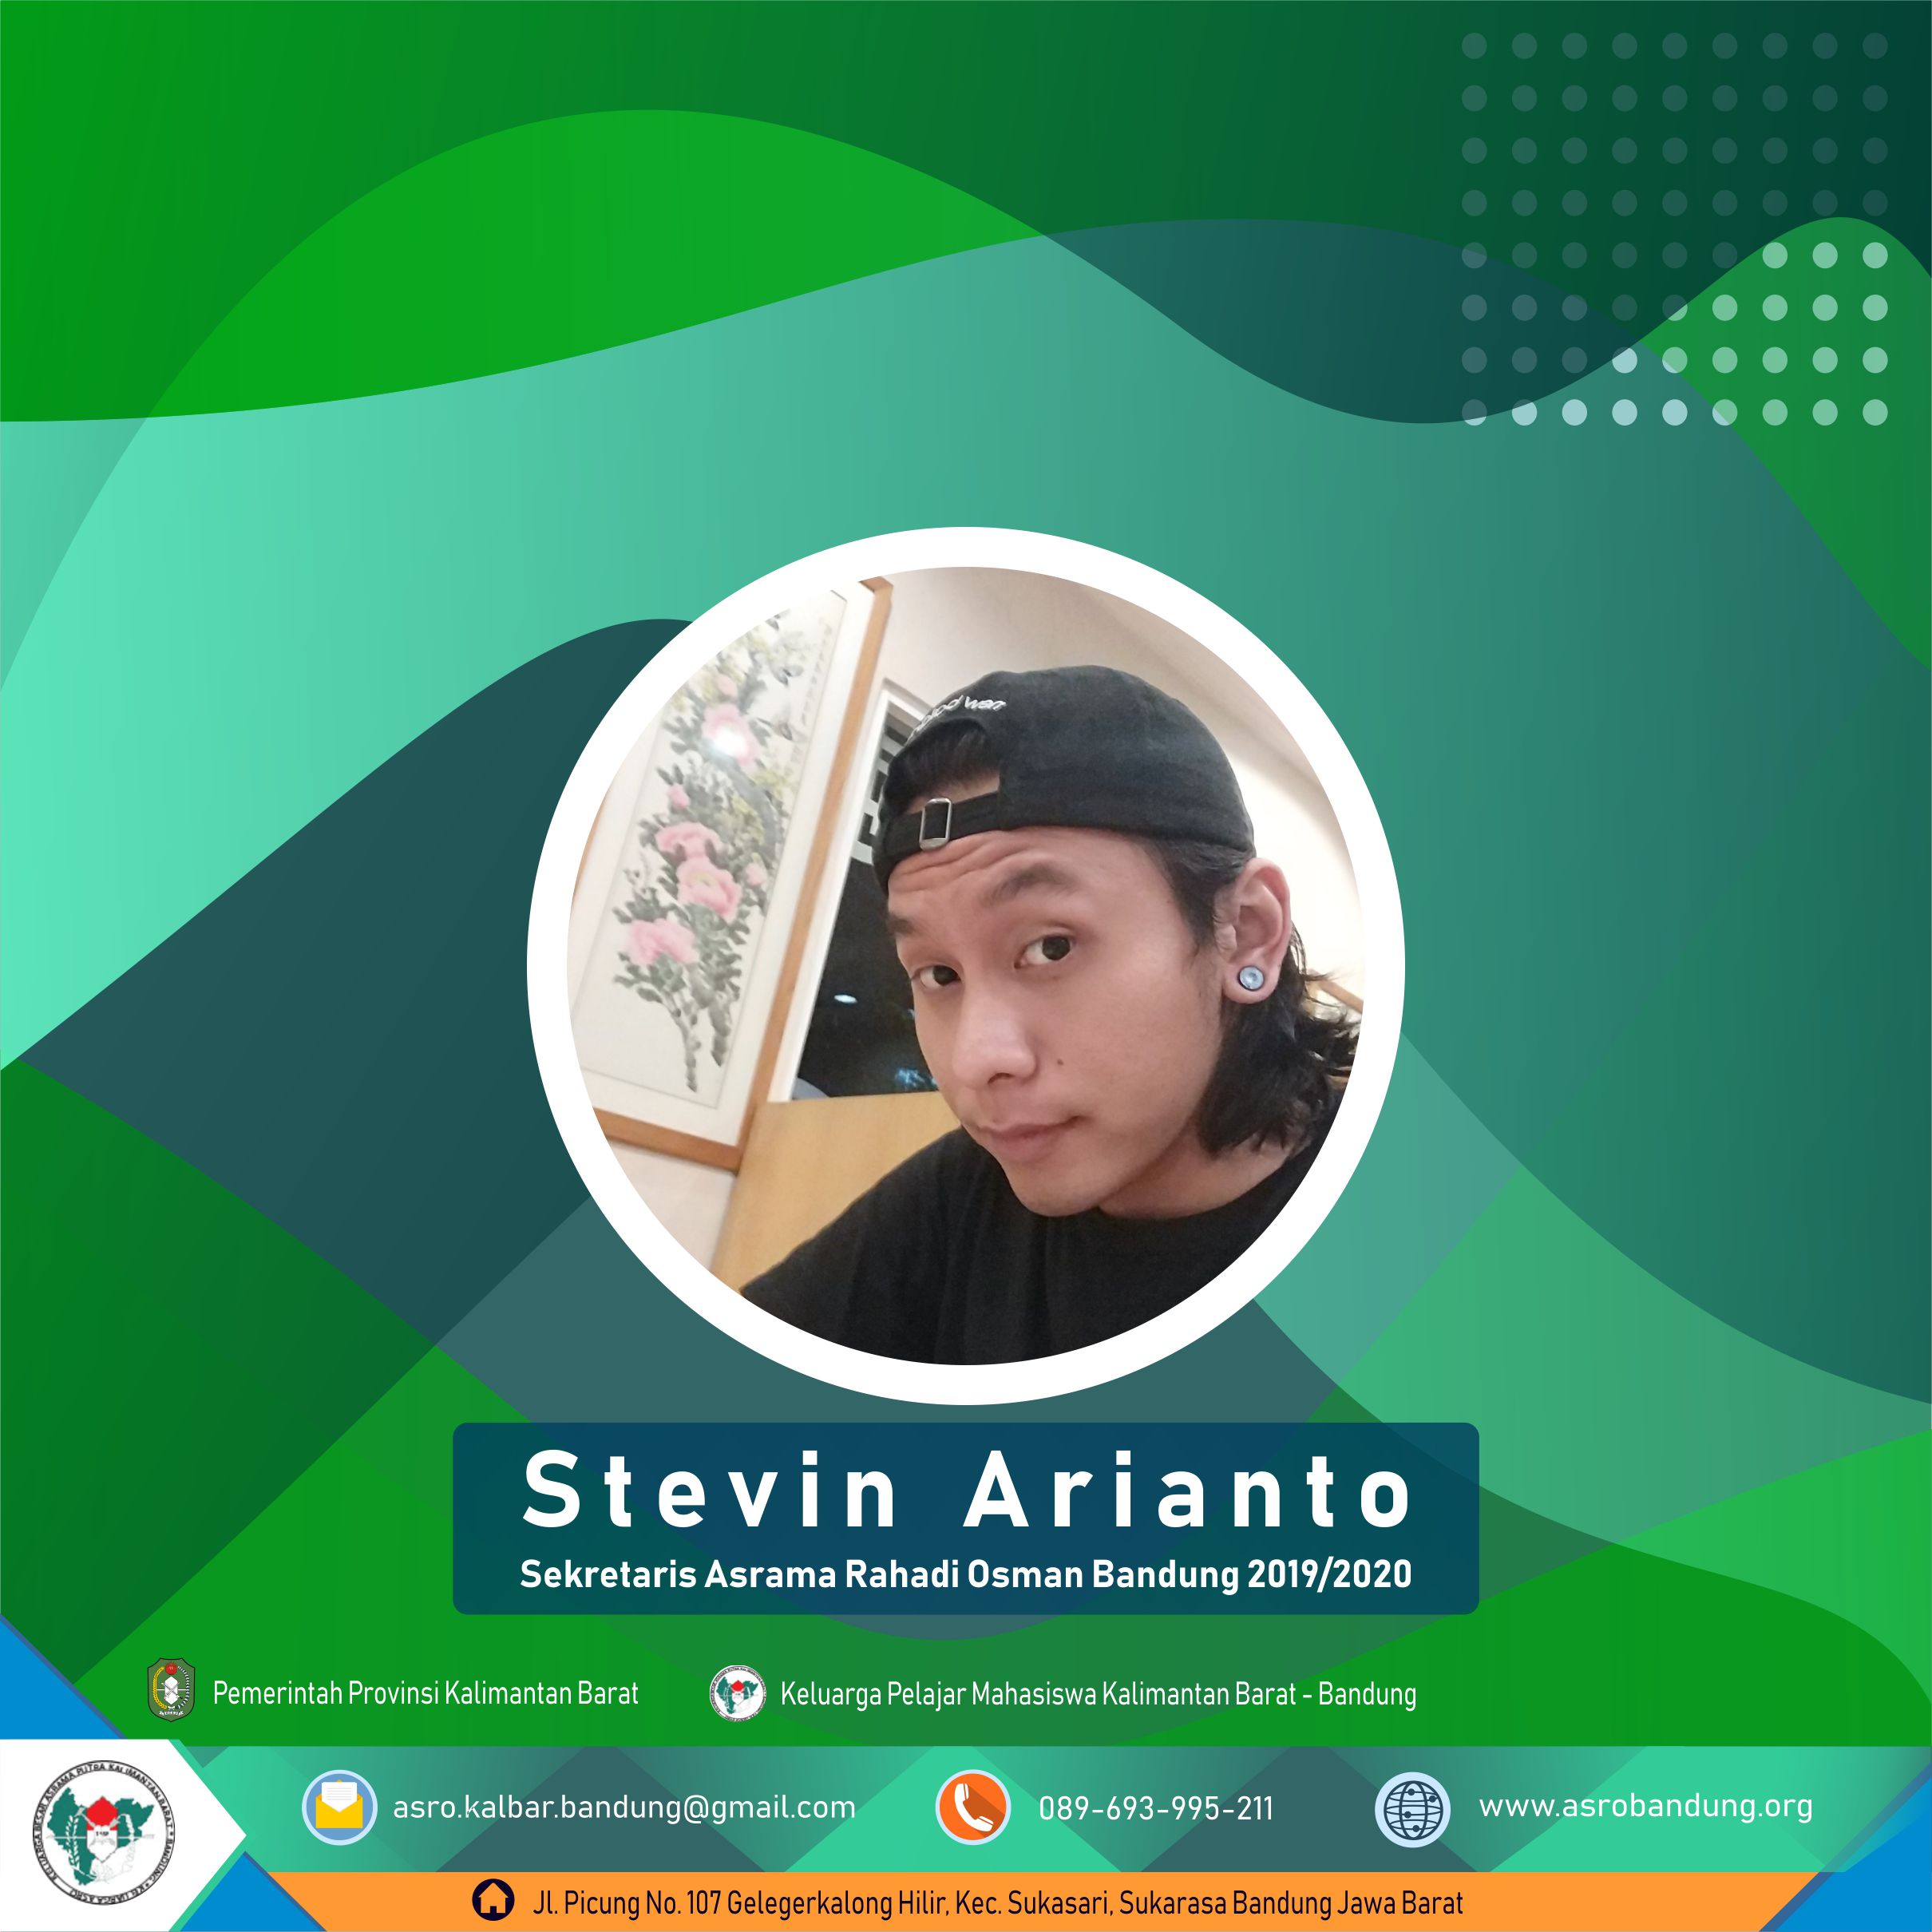 Stevin Arianto
Sekretaris Asrama Rahadi Osman Bandung 2019/2020
Pemerintah Provinsi Kalimantan Barat
Keluarga Pelajar Mahasiswa Kalimantan Barat - Bandung
asro.kalbar.bandung@gmail.com
089-693-995-211
www.asrobandung.org
Jl. Picung No. 107 Gelegerkalong Hilir, Kec. Sukasari, Sukarasa Bandung Jawa Barat